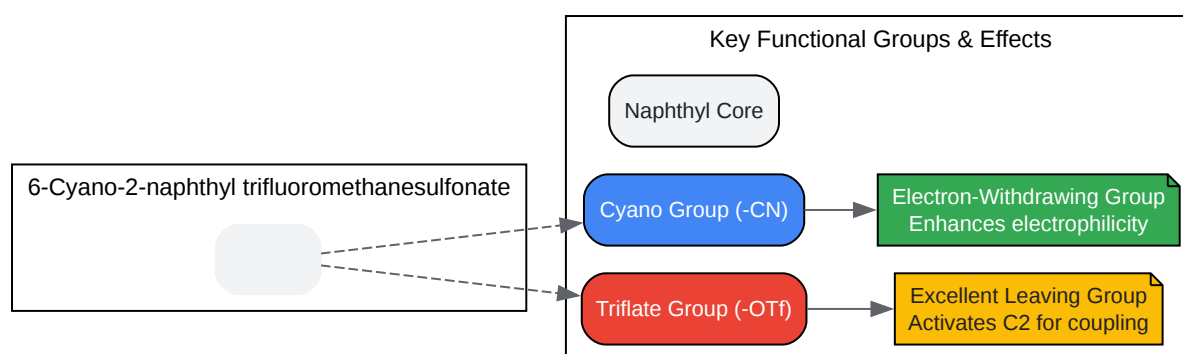 Key Functional Groups & Effects
Naphthyl Core
6-Cyano-2-naphthyl trifluoromethanesulfonate
Cyano Group (-CN)
Electron-Withdrawing Group
Enhances electrophilicity
Triflate Group (-OTf)
Excellent Leaving Group
Activates C2 for coupling